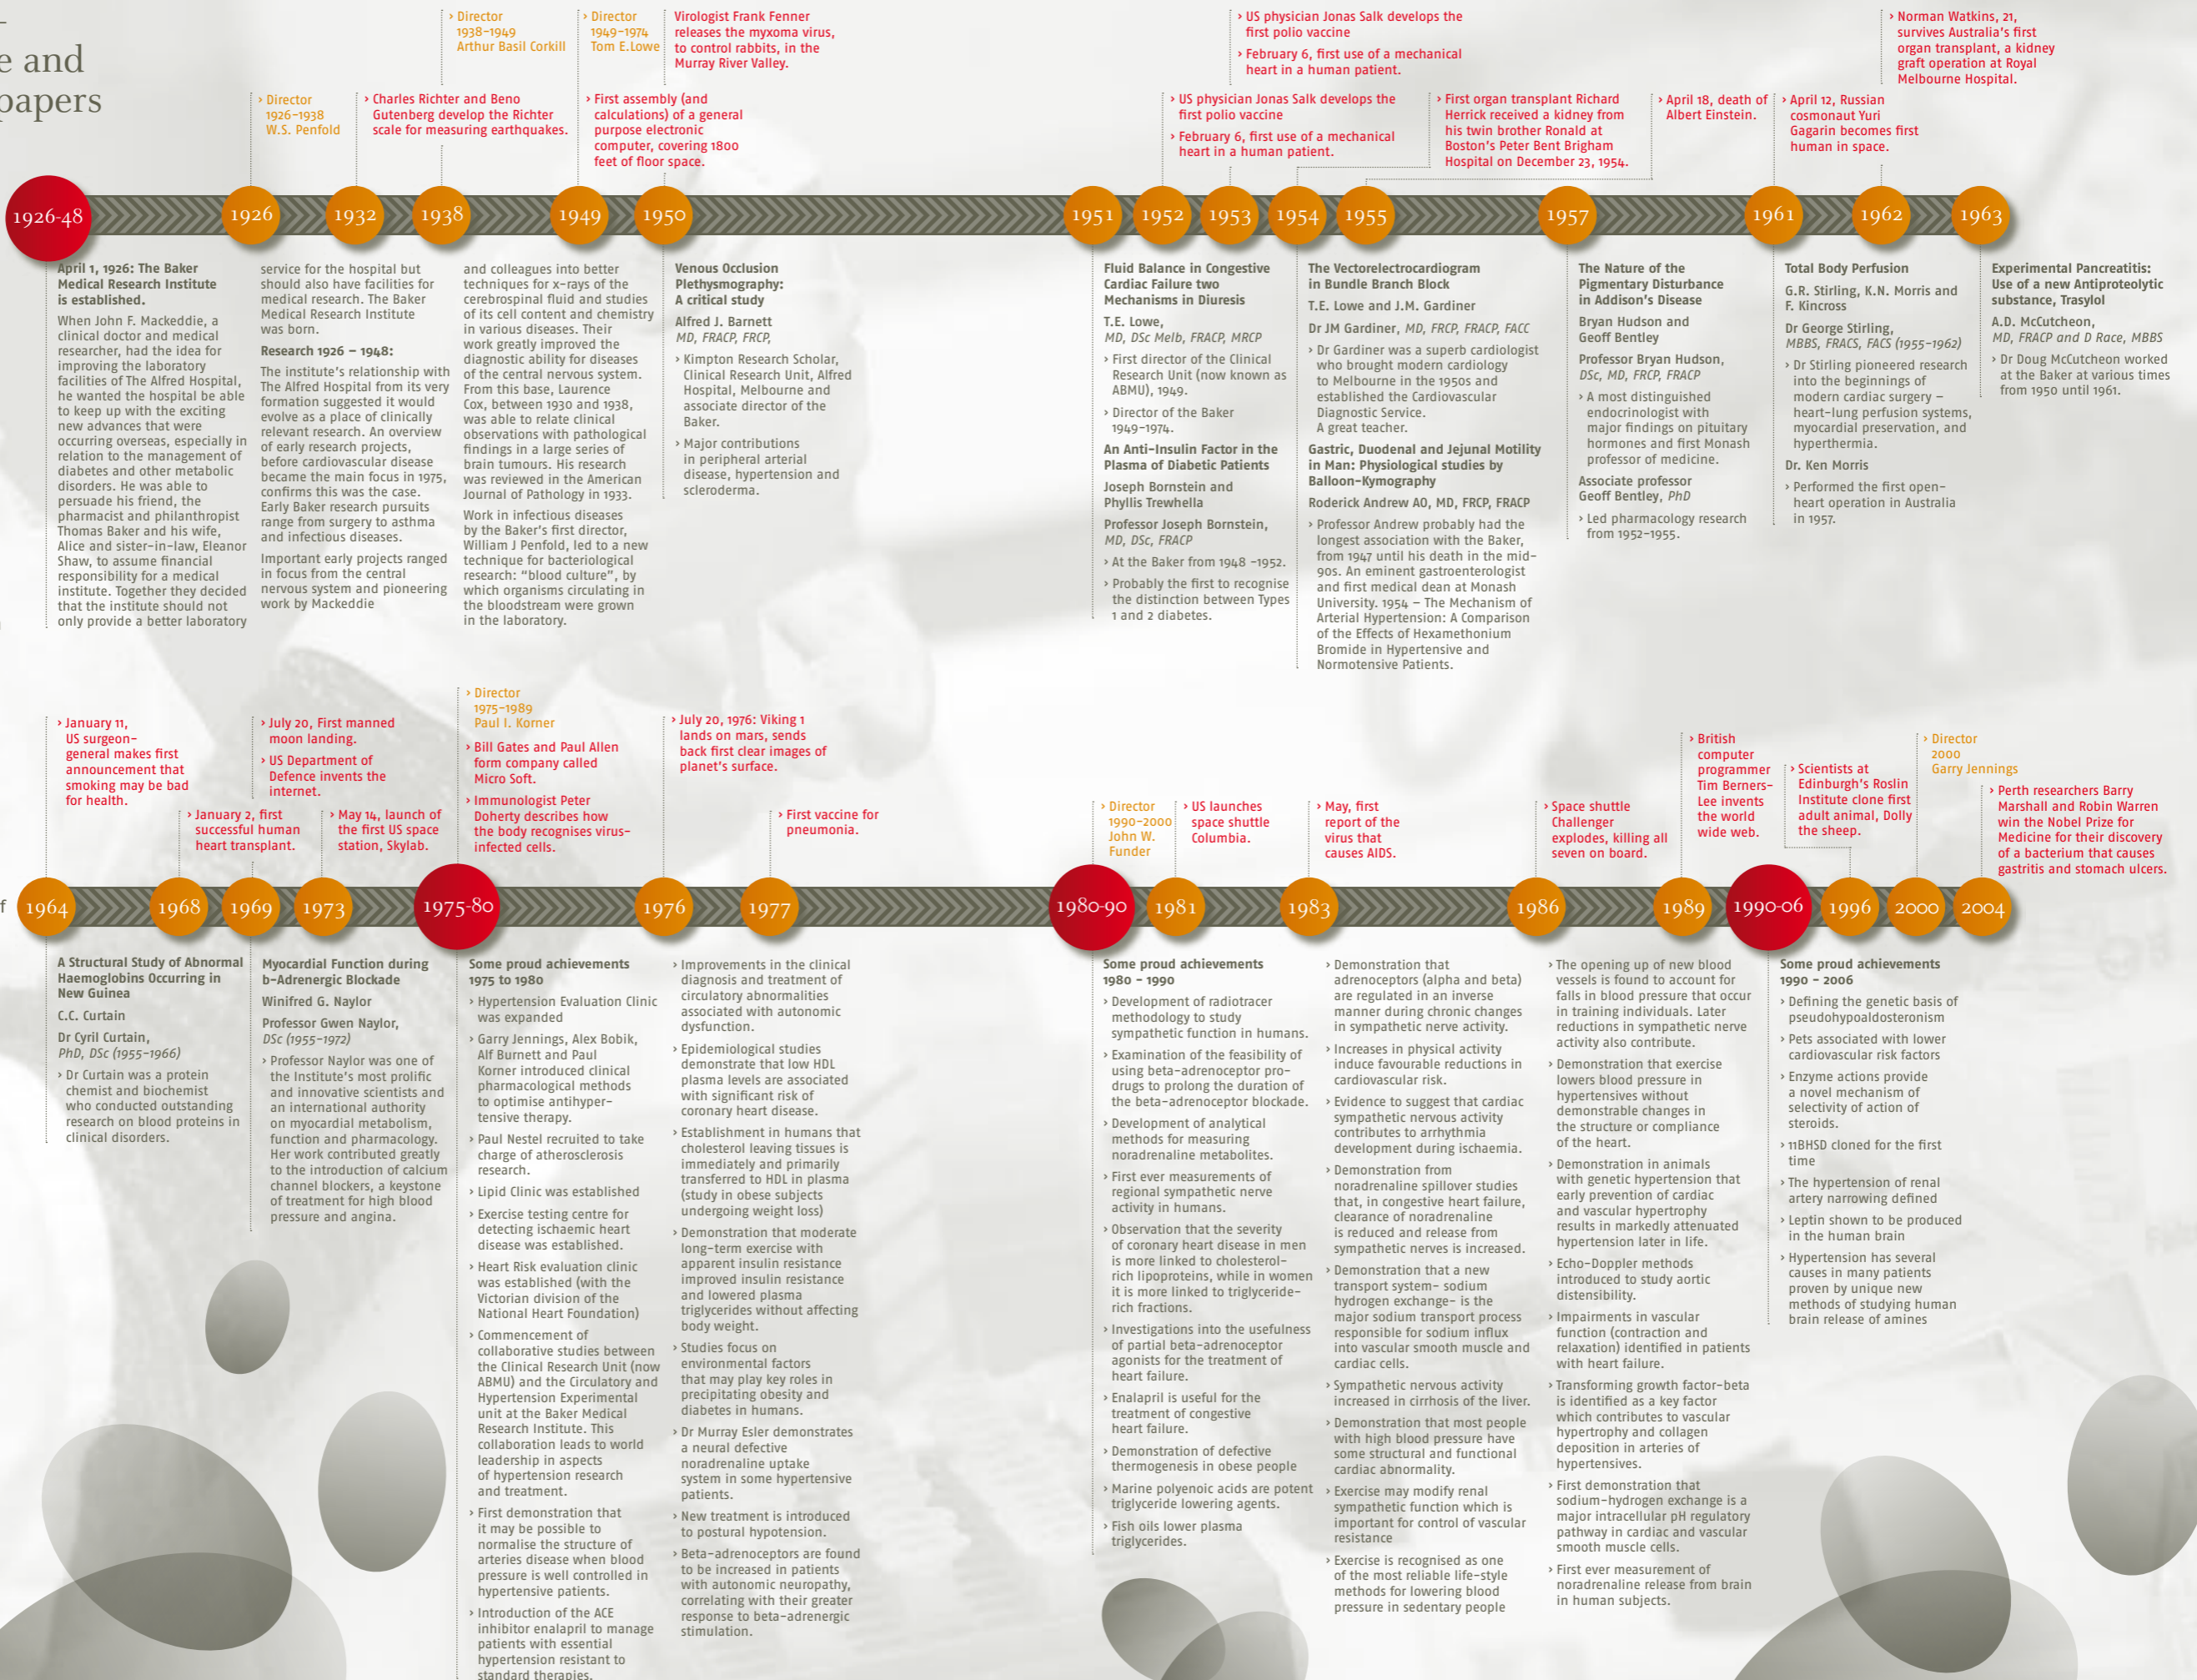 e and
papers
› Director
1938-1949
Arthur Basil Corkill
› Director
1949-1974
Tom E.Lowe
Virologist Frank Fenner
releases the myxoma virus,
to control rabbits, in the
Murray River Valley.
› US physician Jonas Salk develops the
first polio vaccine
› February 6, first use of a mechanical
heart in a human patient.
› Norman Watkins, 21,
survives Australia's first
organ transplant, a kidney
graft operation at Royal
Melbourne Hospital.
› Director
1926-1938
W.S. Penfold
› Charles Richter and Beno
Gutenberg develop the Richter
scale for measuring earthquakes.
› First assembly (and
calculations) of a general
purpose electronic
computer, covering 1800
feet of floor space.
› US physician Jonas Salk develops the
first polio vaccine
› February 6, first use of a mechanical
heart in a human patient.
› First organ transplant Richard
Herrick received a kidney from
his twin brother Ronald at
Boston's Peter Bent Brigham
Hospital on December 23, 1954.
› April 18, death of
Albert Einstein.
› April 12, Russian
cosmonaut Yuri
Gagarin becomes first
human in space.
1926-48
1926
1932
1938
1949
1950
1951
1952
1953
1954
1955
1957
1961
1962
1963
April 1, 1926: The Baker
Medical Research Institute
is established.
When John F. Mackeddie, a
clinical doctor and medical
researcher, had the idea for
improving the laboratory
facilities of The Alfred Hospital,
he wanted the hospital be able
to keep up with the exciting
new advances that were
occurring overseas, especially in
relation to the management of
diabetes and other metabolic
disorders. He was able to
persuade his friend, the
pharmacist and philanthropist
Thomas Baker and his wife,
Alice and sister-in-law, Eleanor
Shaw, to assume financial
responsibility for a medical
institute. Together they decided
that the institute should not
only provide a better laboratory
service for the hospital but
should also have facilities for
medical research. The Baker
Medical Research Institute
was born.
Research 1926 – 1948:
The institute's relationship with
The Alfred Hospital from its very
formation suggested it would
evolve as a place of clinically
relevant research. An overview
of early research projects,
before cardiovascular disease
became the main focus in 1975,
confirms this was the case.
Early Baker research pursuits
range from surgery to asthma
and infectious diseases.
Important early projects ranged
in focus from the central
nervous system and pioneering
work by Mackeddie
and colleagues into better
techniques for x-rays of the
cerebrospinal fluid and studies
of its cell content and chemistry
in various diseases. Their
work greatly improved the
diagnostic ability for diseases
of the central nervous system.
From this base, Laurence
Cox, between 1930 and 1938,
was able to relate clinical
observations with pathological
findings in a large series of
brain tumours. His research
was reviewed in the American
Journal of Pathology in 1933.
Work in infectious diseases
by the Baker's first director,
William J Penfold, led to a new
technique for bacteriological
research: "blood culture", by
which organisms circulating in
the bloodstream were grown
in the laboratory.
Venous Occlusion
Plethysmography:
A critical study
Alfred J. Barnett
MD, FRACP, FRCP,
› Kimpton Research Scholar,
Clinical Research Unit, Alfred
Hospital, Melbourne and
associate director of the
Baker.
› Major contributions
in peripheral arterial
disease, hypertension and
scleroderma.
Fluid Balance in Congestive
Cardiac Failure two
Mechanisms in Diuresis
T.E. Lowe,
MD, DSc Melb, FRACP, MRCP
› First director of the Clinical
Research Unit (now known as
ABMU), 1949.
› Director of the Baker
1949-1974.
An Anti-Insulin Factor in the
Plasma of Diabetic Patients
Joseph Bornstein and
Phyllis Trewhella
Professor Joseph Bornstein,
MD, DSc, FRACP
› At the Baker from 1948 –1952.
› Probably the first to recognise
the distinction between Types
1 and 2 diabetes.
The Vectorelectrocardiogram
in Bundle Branch Block
T.E. Lowe and J.M. Gardiner
Dr JM Gardiner, MD, FRCP, FRACP, FACC
› Dr Gardiner was a superb cardiologist
who brought modern cardiology
to Melbourne in the 1950s and
established the Cardiovascular
Diagnostic Service.
A great teacher.
Gastric, Duodenal and Jejunal Motility
in Man: Physiological studies by
Balloon-Kymography
Roderick Andrew AO, MD, FRCP, FRACP
› Professor Andrew probably had the
longest association with the Baker,
from 1947 until his death in the mid-
90s. An eminent gastroenterologist
and first medical dean at Monash
University. 1954 – The Mechanism of
Arterial Hypertension: A Comparison
of the Effects of Hexamethonium
Bromide in Hypertensive and
Normotensive Patients.
The Nature of the
Pigmentary Disturbance
in Addison's Disease
Bryan Hudson and
Geoff Bentley
Professor Bryan Hudson,
DSc, MD, FRCP, FRACP
› A most distinguished
endocrinologist with
major findings on pituitary
hormones and first Monash
professor of medicine.
Associate professor
Geoff Bentley, PhD
› Led pharmacology research
from 1952–1955.
Total Body Perfusion
G.R. Stirling, K.N. Morris and
F. Kincross
Dr George Stirling,
MBBS, FRACS, FACS (1955-1962)
› Dr Stirling pioneered research
into the beginnings of
modern cardiac surgery –
heart-lung perfusion systems,
myocardial preservation, and
hyperthermia.
Dr. Ken Morris
› Performed the first open-
heart operation in Australia
in 1957.
Experimental Pancreatitis:
Use of a new Antiproteolytic
substance, Trasylol
A.D. McCutcheon,
MD, FRACP and D Race, MBBS
› Dr Doug McCutcheon worked
at the Baker at various times
from 1950 until 1961.
› January 11,
US surgeon-
general makes first
announcement that
smoking may be bad
for health.
› January 2, first
successful human
heart transplant.
› July 20, First manned
moon landing.
› US Department of
Defence invents the
internet.
› May 14, launch of
the first US space
station, Skylab.
› Director
1975-1989
Paul I. Korner
› Bill Gates and Paul Allen
form company called
Micro Soft.
› Immunologist Peter
Doherty describes how
the body recognises virus-
infected cells.
› July 20, 1976: Viking 1
lands on mars, sends
back first clear images of
planet's surface.
› First vaccine for
pneumonia.
› Director
1990-2000
John W.
Funder
› US launches
space shuttle
Columbia.
› May, first
report of the
virus that
causes AIDS.
› Space shuttle
Challenger
explodes, killing all
seven on board.
› British
computer
programmer
Tim Berners-
Lee invents
the world
wide web.
› Scientists at
Edinburgh's Roslin
Institute clone first
adult animal, Dolly
the sheep.
› Director
2000
Garry Jennings
› Perth researchers Barry
Marshall and Robin Warren
win the Nobel Prize for
Medicine for their discovery
of a bacterium that causes
gastritis and stomach ulcers.
f
1964
1968
1969
1973
1975-80
1976
1977
1980-90
1981
1983
1986
1989
1990-06
1996
2000
2004
A Structural Study of Abnormal
Haemoglobins Occurring in
New Guinea
C.C. Curtain
Dr Cyril Curtain,
PhD, DSc (1955-1966)
› Dr Curtain was a protein
chemist and biochemist
who conducted outstanding
research on blood proteins in
clinical disorders.
Myocardial Function during
b-Adrenergic Blockade
Winifred G. Naylor
Professor Gwen Naylor,
DSc (1955-1972)
› Professor Naylor was one of
the Institute's most prolific
and innovative scientists and
an international authority
on myocardial metabolism,
function and pharmacology.
Her work contributed greatly
to the introduction of calcium
channel blockers, a keystone
of treatment for high blood
pressure and angina.
Some proud achievements
1975 to 1980
› Hypertension Evaluation Clinic
was expanded
› Garry Jennings, Alex Bobik,
Alf Burnett and Paul
Korner introduced clinical
pharmacological methods
to optimise antihyper-
tensive therapy.
› Paul Nestel recruited to take
charge of atherosclerosis
research.
› Lipid Clinic was established
› Exercise testing centre for
detecting ischaemic heart
disease was established.
› Heart Risk evaluation clinic
was established (with the
Victorian division of the
National Heart Foundation)
› Commencement of
collaborative studies between
the Clinical Research Unit (now
ABMU) and the Circulatory and
Hypertension Experimental
unit at the Baker Medical
Research Institute. This
collaboration leads to world
leadership in aspects
of hypertension research
and treatment.
› First demonstration that
it may be possible to
normalise the structure of
arteries disease when blood
pressure is well controlled in
hypertensive patients.
› Introduction of the ACE
inhibitor enalapril to manage
patients with essential
hypertension resistant to
standard therapies.
› Improvements in the clinical
diagnosis and treatment of
circulatory abnormalities
associated with autonomic
dysfunction.
› Epidemiological studies
demonstrate that low HDL
plasma levels are associated
with significant risk of
coronary heart disease.
› Establishment in humans that
cholesterol leaving tissues is
immediately and primarily
transferred to HDL in plasma
(study in obese subjects
undergoing weight loss)
› Demonstration that moderate
long-term exercise with
apparent insulin resistance
improved insulin resistance
and lowered plasma
triglycerides without affecting
body weight.
› Studies focus on
environmental factors
that may play key roles in
precipitating obesity and
diabetes in humans.
› Dr Murray Esler demonstrates
a neural defective
noradrenaline uptake
system in some hypertensive
patients.
› New treatment is introduced
to postural hypotension.
› Beta-adrenoceptors are found
to be increased in patients
with autonomic neuropathy,
correlating with their greater
response to beta-adrenergic
stimulation.
Some proud achievements
1980 - 1990
› Development of radiotracer
methodology to study
sympathetic function in humans.
› Examination of the feasibility of
using beta-adrenoceptor pro-
drugs to prolong the duration of
the beta-adrenoceptor blockade.
› Development of analytical
methods for measuring
noradrenaline metabolites.
› First ever measurements of
regional sympathetic nerve
activity in humans.
› Observation that the severity
of coronary heart disease in men
is more linked to cholesterol-
rich lipoproteins, while in women
it is more linked to triglyceride-
rich fractions.
› Investigations into the usefulness
of partial beta-adrenoceptor
agonists for the treatment of
heart failure.
› Enalapril is useful for the
treatment of congestive
heart failure.
› Demonstration of defective
thermogenesis in obese people
› Marine polyenoic acids are potent
triglyceride lowering agents.
› Fish oils lower plasma
triglycerides.
› Demonstration that
adrenoceptors (alpha and beta)
are regulated in an inverse
manner during chronic changes
in sympathetic nerve activity.
› Increases in physical activity
induce favourable reductions in
cardiovascular risk.
› Evidence to suggest that cardiac
sympathetic nervous activity
contributes to arrhythmia
development during ischaemia.
› Demonstration from
noradrenaline spillover studies
that, in congestive heart failure,
clearance of noradrenaline
is reduced and release from
sympathetic nerves is increased.
› Demonstration that a new
transport system- sodium
hydrogen exchange- is the
major sodium transport process
responsible for sodium influx
into vascular smooth muscle and
cardiac cells.
› Sympathetic nervous activity
increased in cirrhosis of the liver.
› Demonstration that most people
with high blood pressure have
some structural and functional
cardiac abnormality.
› Exercise may modify renal
sympathetic function which is
important for control of vascular
resistance
› Exercise is recognised as one
of the most reliable life-style
methods for lowering blood
pressure in sedentary people
› The opening up of new blood
vessels is found to account for
falls in blood pressure that occur
in training individuals. Later
reductions in sympathetic nerve
activity also contribute.
› Demonstration that exercise
lowers blood pressure in
hypertensives without
demonstrable changes in
the structure or compliance
of the heart.
› Demonstration in animals
with genetic hypertension that
early prevention of cardiac
and vascular hypertrophy
results in markedly attenuated
hypertension later in life.
› Echo-Doppler methods
introduced to study aortic
distensibility.
› Impairments in vascular
function (contraction and
relaxation) identified in patients
with heart failure.
› Transforming growth factor-beta
is identified as a key factor
which contributes to vascular
hypertrophy and collagen
deposition in arteries of
hypertensives.
› First demonstration that
sodium-hydrogen exchange is a
major intracellular pH regulatory
pathway in cardiac and vascular
smooth muscle cells.
› First ever measurement of
noradrenaline release from brain
in human subjects.
Some proud achievements
1990 - 2006
› Defining the genetic basis of
pseudohypoaldosteronism
› Pets associated with lower
cardiovascular risk factors
› Enzyme actions provide
a novel mechanism of
selectivity of action of
steroids.
› 11BHSD cloned for the first
time
› The hypertension of renal
artery narrowing defined
› Leptin shown to be produced
in the human brain
› Hypertension has several
causes in many patients
proven by unique new
methods of studying human
brain release of amines